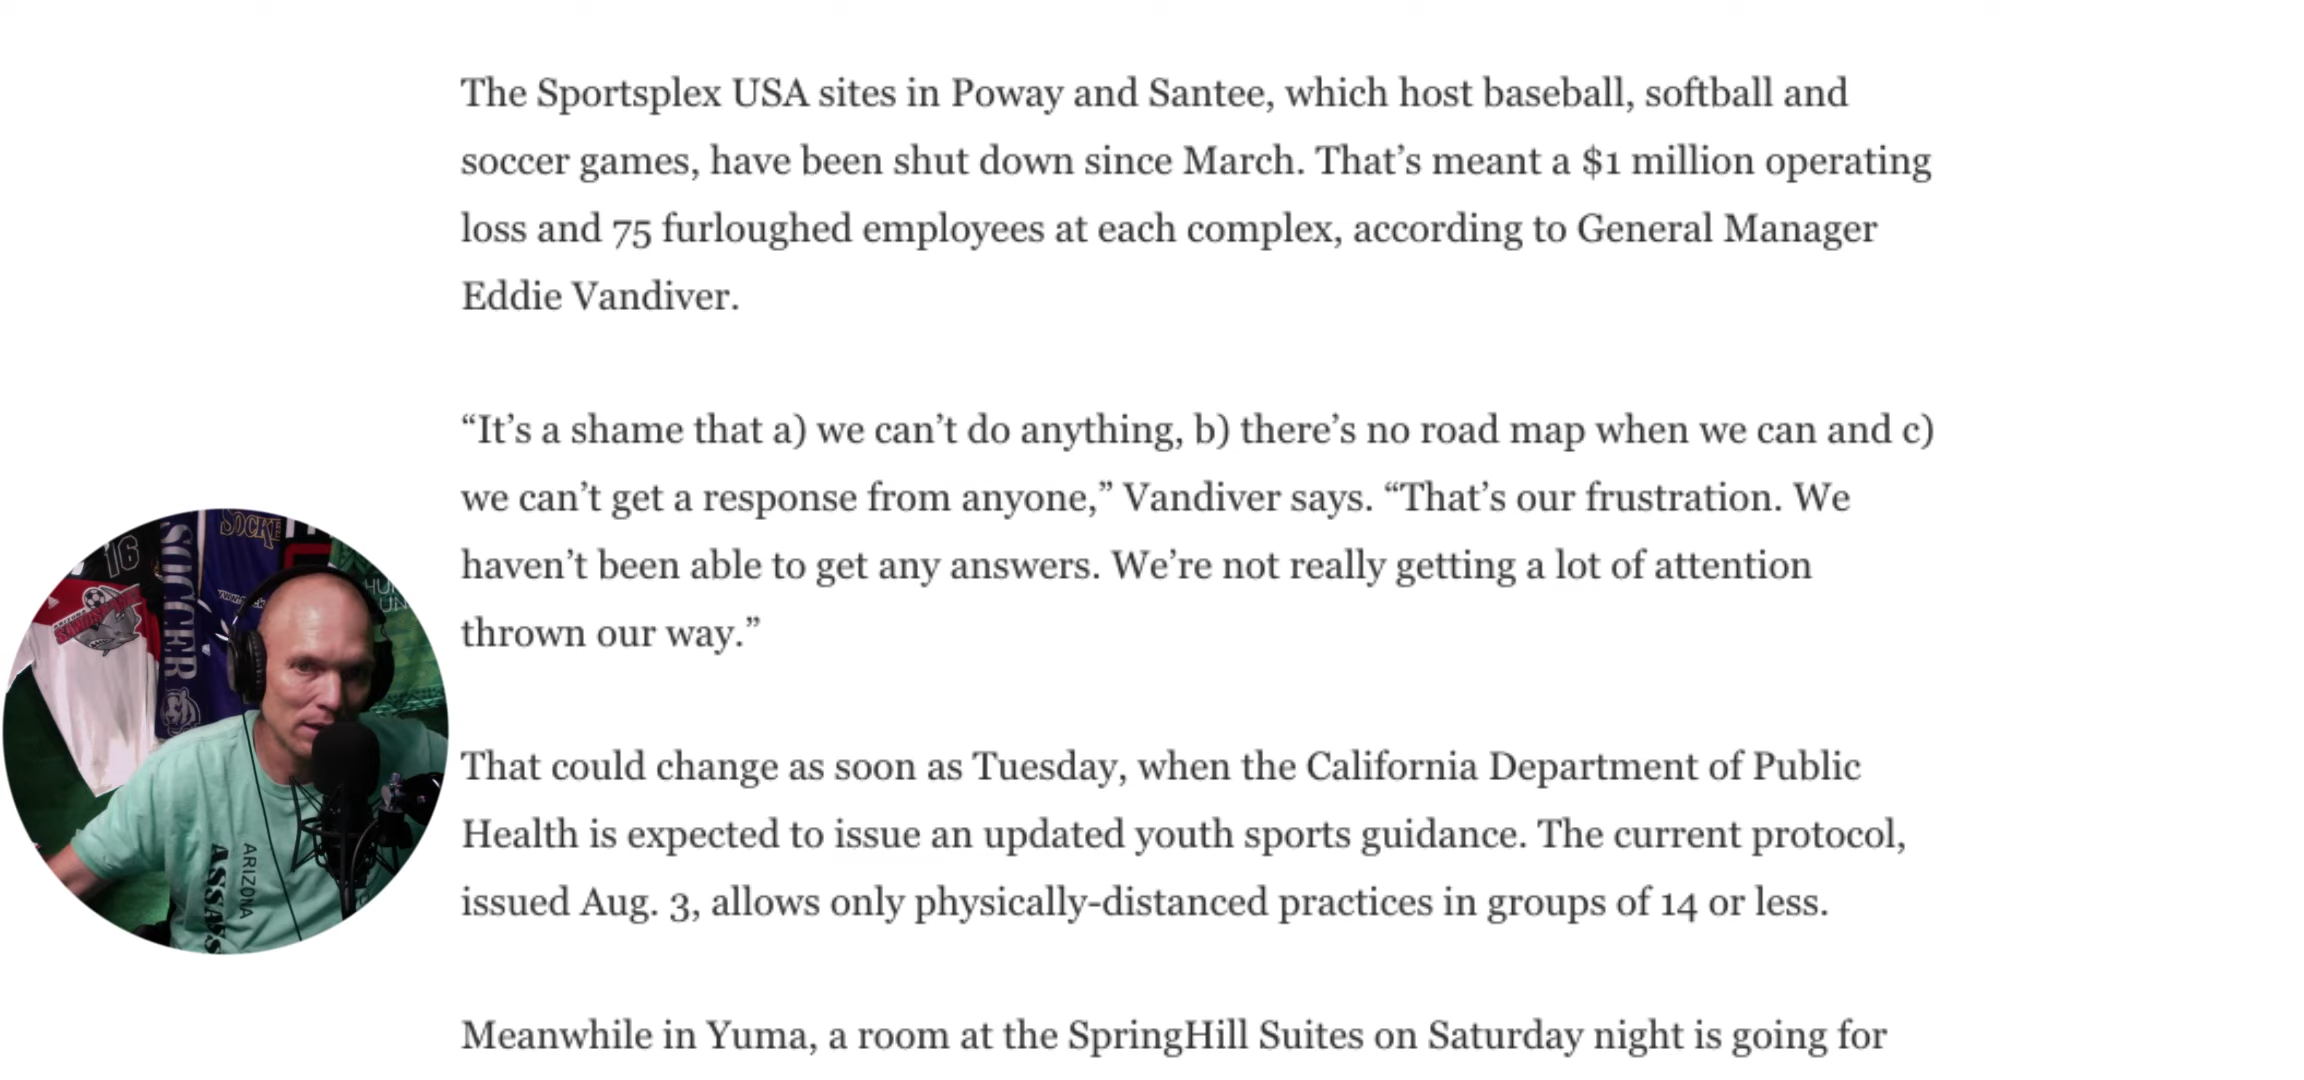 The Sportsplex USA sites in Poway and Santee, which host baseball, softball and
soccer games, have been shut down since March. That’s meant a $1 million operating
loss and 75 furloughed employees at each complex, according to General Manager
Eddie Vandiver.
“It’s a shame that a) we can’t do anything, b) there’s no road map when we can and c)
we can’t get a response from anyone,” Vandiver says. “That’s our frustration. We
haven’t been able to get any answers. We’re not really getting a lot of attention
thrown our way.”
That could change as soon as Tuesday, when the California Department of Public
Health is expected to issue an updated youth sports guidance. The current protocol,
issued Aug. 3, allows only physically-distanced practices in groups of 14 or less.
Meanwhile in Yuma, a room at the SpringHill Suites on Saturday night is going for
16
SOCCER
ARIZONA